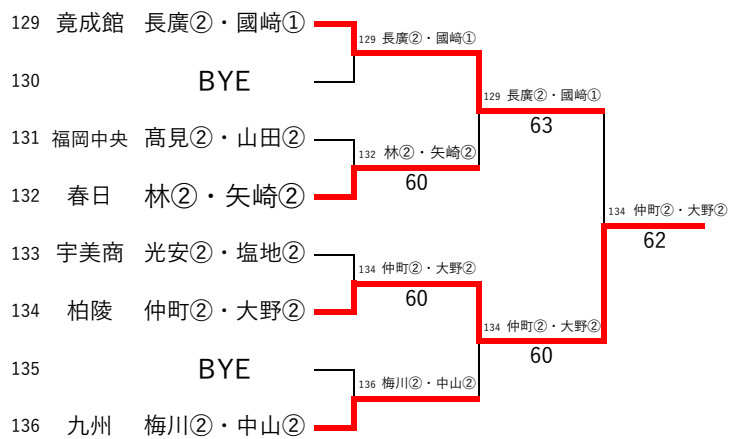 129 竟成館 長廣②・國﨑①
129 長廣②・國﨑①
130 BYE
129 長廣②・國﨑①
63
131 福岡中央 髙見②・山田②
132 林②・矢崎②
60
132 春日 林②・矢崎②
134 仲町②・大野②
62
133 宇美商 光安②・塩地②
134 仲町②・大野②
60
134 柏陵 仲町②・大野②
134 仲町②・大野②
60
135 BYE
136 梅川②・中山②
136 九州 梅川②・中山②